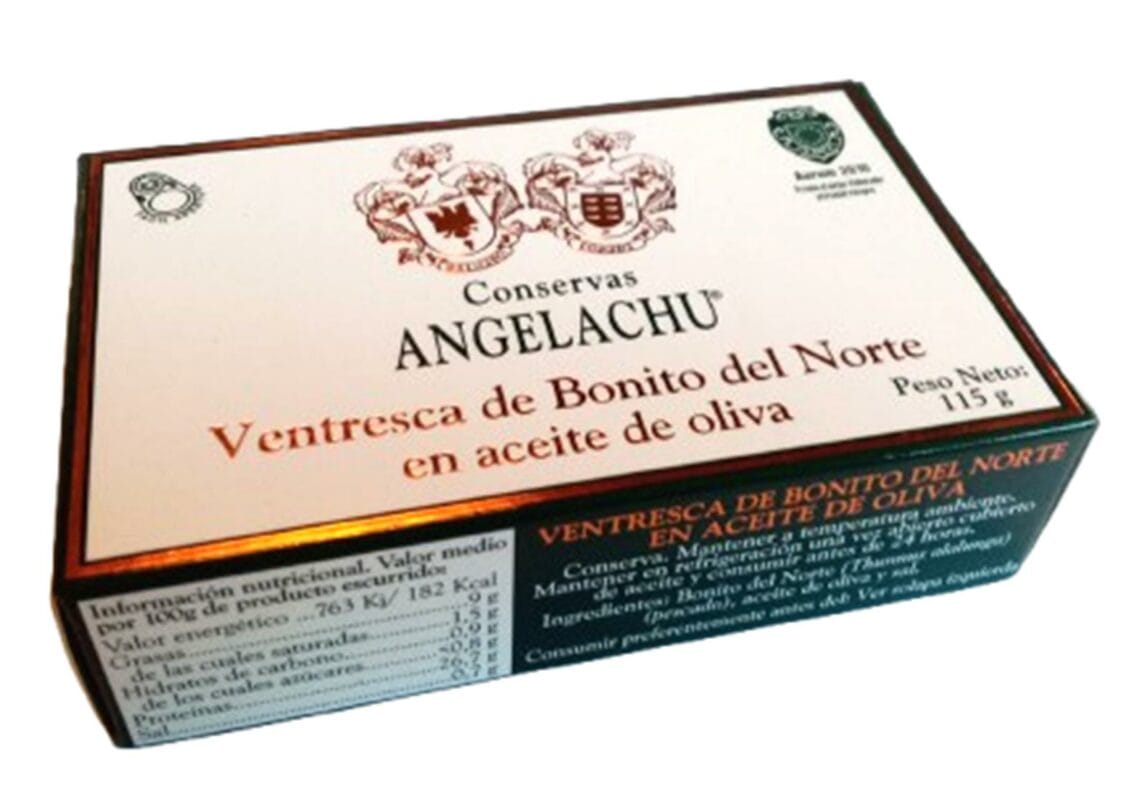 Aurum 2010
Conservas
ANGELACHU®
Ventresca de Bonito del Norte
en aceite de oliva
Peso Neto:
115 g
Información nutricional. Valor medio
por 100g de producto escurrido:
Valor energético ...763 Kj/ 182 Kcal
Grasas
de las cuales saturadas
Hidratos de carbono
de los cuales azúcares
Proteínas
Sal
VENTRESCA DE BONITO DEL NORTE
EN ACEITE DE OLIVA
Conserva. Mantener a temperatura ambiente.
Mantener en refrigeración una vez abierto cubierto
de aceite y consumir antes de 24 horas.
Ingredientes: Bonito del Norte (Thunnus alalunga)
(pescado), aceite de oliva y sal.
Consumir preferentemente antes del: Ver solapa izquierda